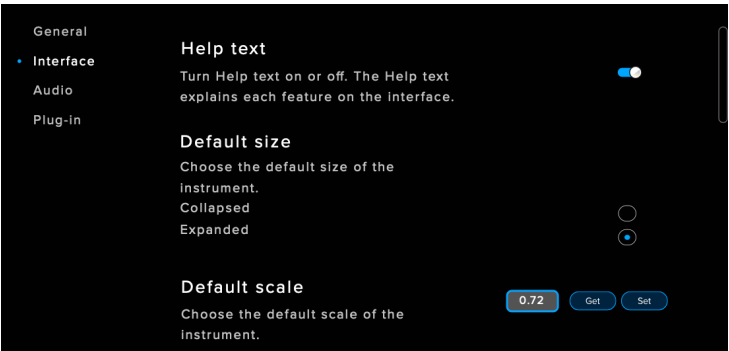 General
Interface
Audio
Plug-in
Help text
Turn Help text on or off. The Help text
explains each feature on the interface.
Default size
Choose the default size of the
instrument.
Collapsed
Expanded
Default scale
0.72 Get Set
Choose the default scale of the
instrument.